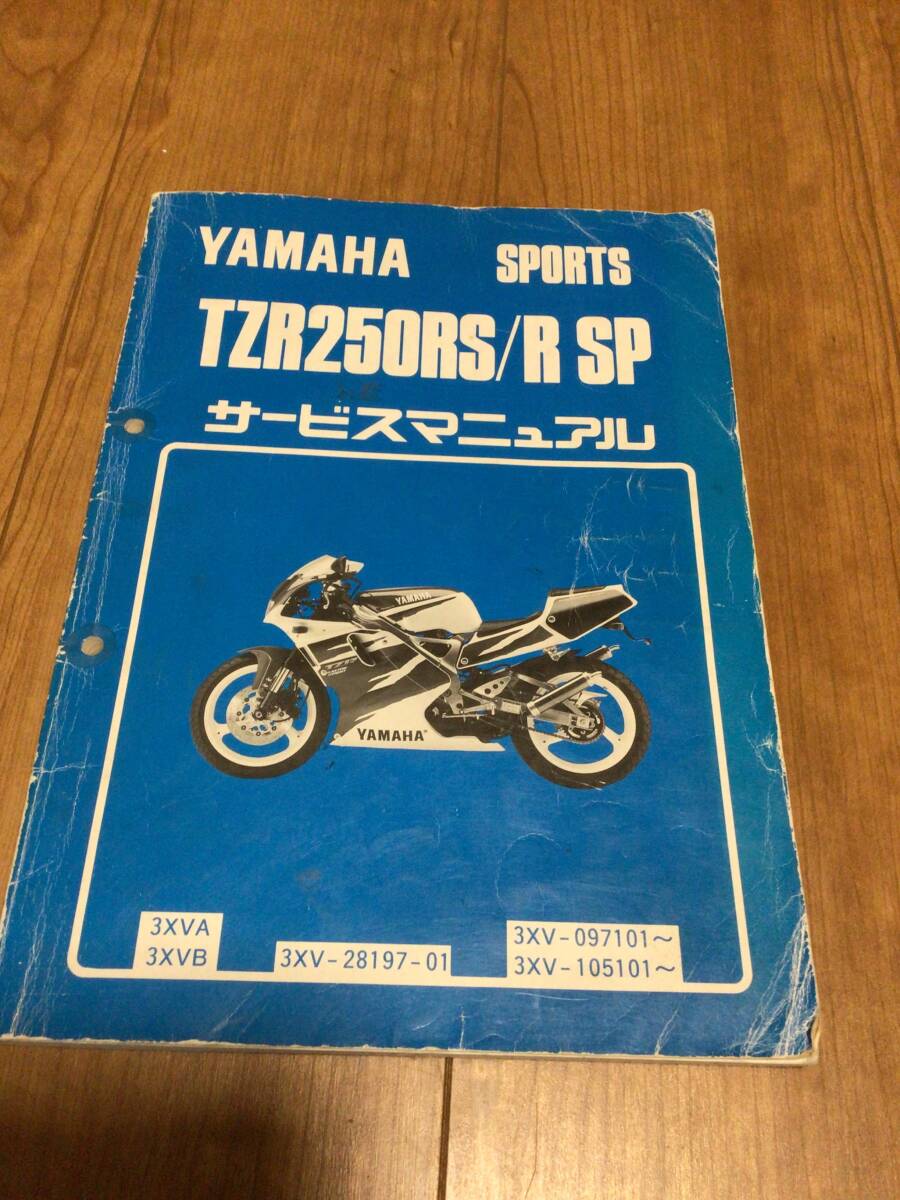 YAMAHA SPORTS
TZR250RS/R SP
サービスマニュアル
YAMAHA
TZR
YAMAHA
3XVA
3XVB
3XV-28197-01
3XV-097101～
3XV-105101～